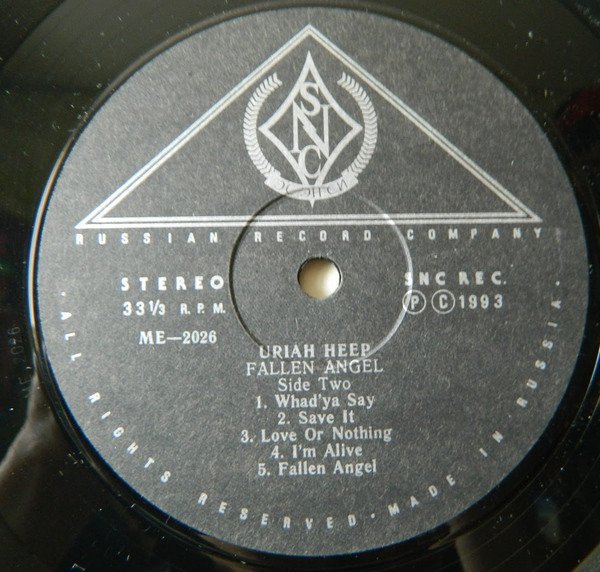 SNC
RUSSIAN RECORD COMPANY
STEREO
33 1/3 R.P.M.
ME—2026
SNC REC.
Ⓟ Ⓒ 1993
URIAH HEEP
FALLEN ANGEL
Side Two
1. Whad'ya Say
2. Save It
3. Love Or Nothing
4. I'm Alive
5. Fallen Angel
· ALL RIGHTS RESERVED · MADE IN RUSSIA ·